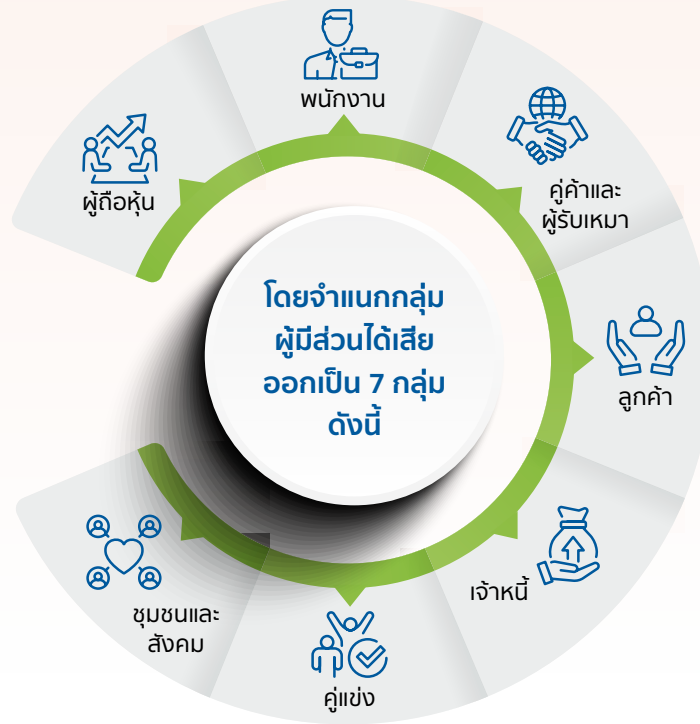 โดยจำแนกกลุ่ม
ผู้มีส่วนได้เสีย
ออกเป็น 7 กลุ่ม
ดังนี้
ผู้ถือหุ้น
พนักงาน
คู่ค้าและ
ผู้รับเหมา
ลูกค้า
เจ้าหนี้
คู่แข่ง
ชุมชนและ
สังคม